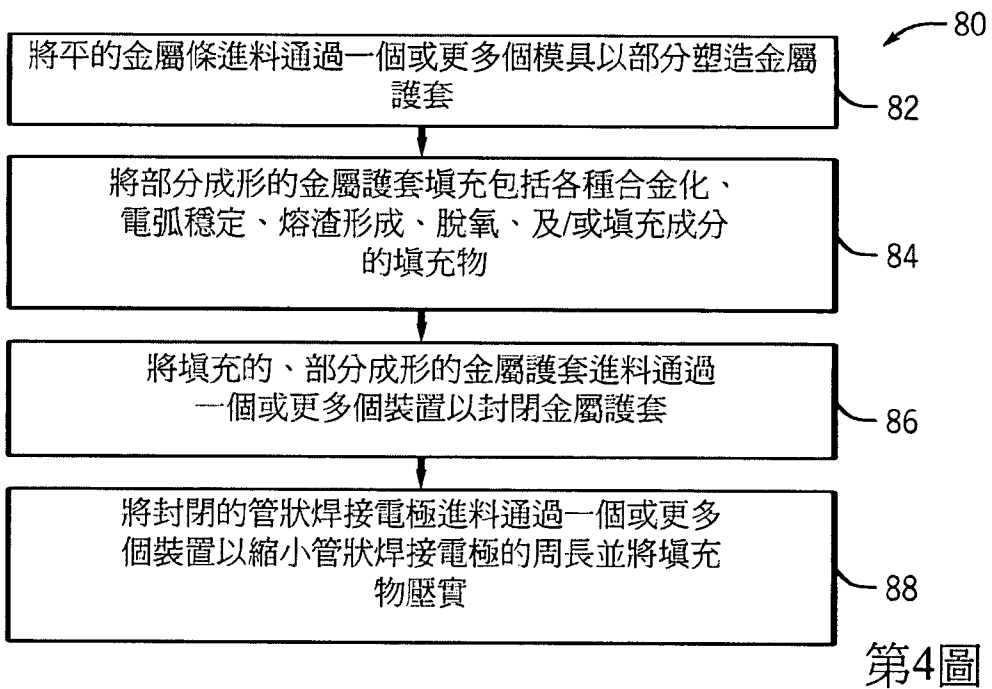 80
將平的金屬條進料通過一個或更多個模具以部分塑造金屬
護套
82
將部分成形的金屬護套填充包括各種合金化、
電弧穩定、熔渣形成、脫氧、及/或填充成分
的填充物
84
將填充的、部分成形的金屬護套進料通過
一個或更多個裝置以封閉金屬護套
86
將封閉的管狀焊接電極進料通過一個或更多
個裝置以縮小管狀焊接電極的周長並將填充
物壓實
88
第4圖